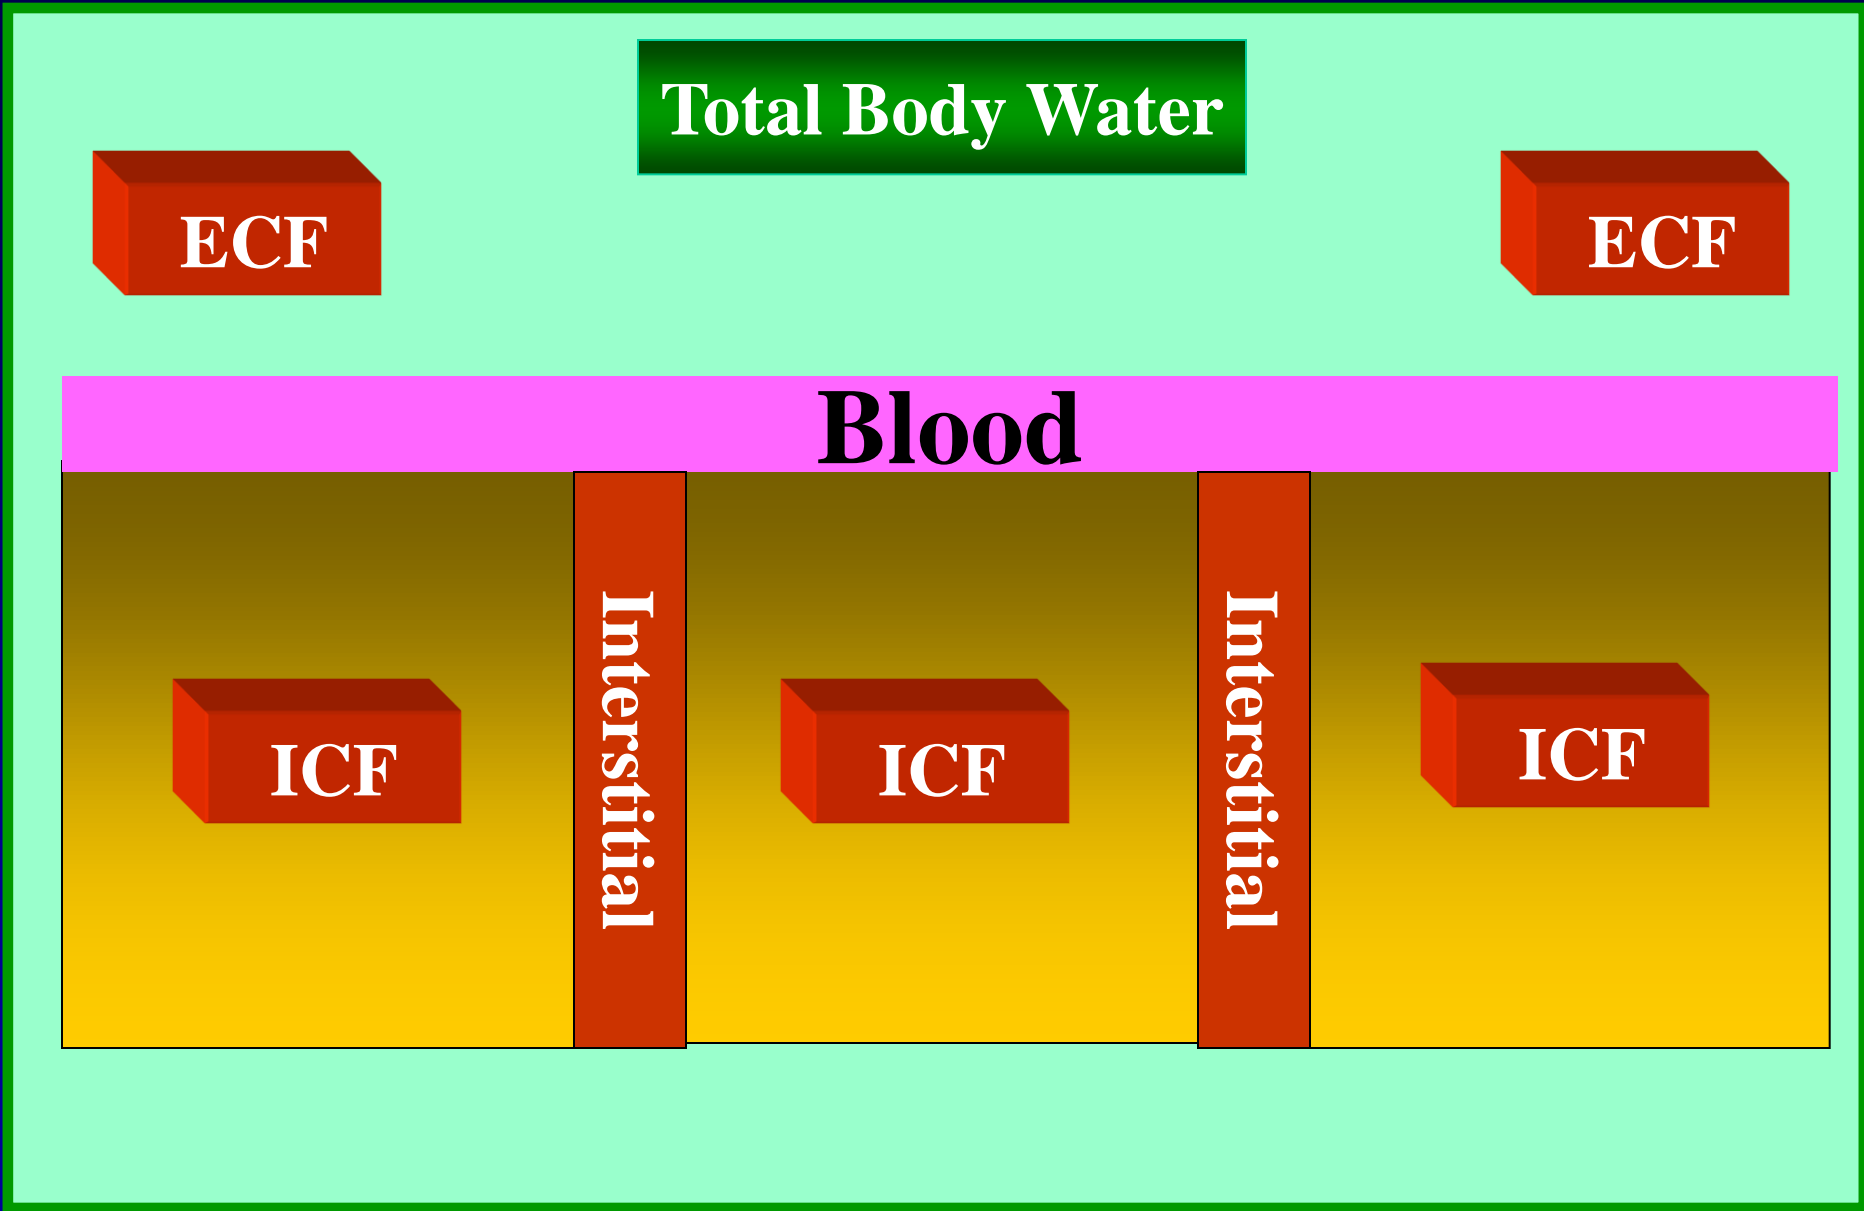 Total Body Water
ECF
ECF
Blood
Interstitial
Interstitial
ICF
ICF
ICF